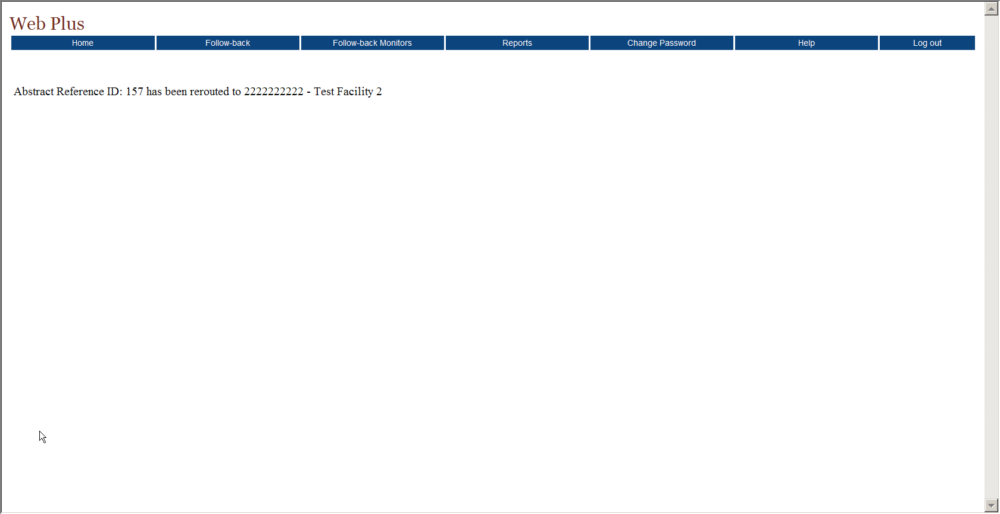 Web Plus
Home Follow-back Follow-back Monitors Reports Change Password Help Log out
Abstract Reference ID: 157 has been rerouted to 2222222222 - Test Facility 2